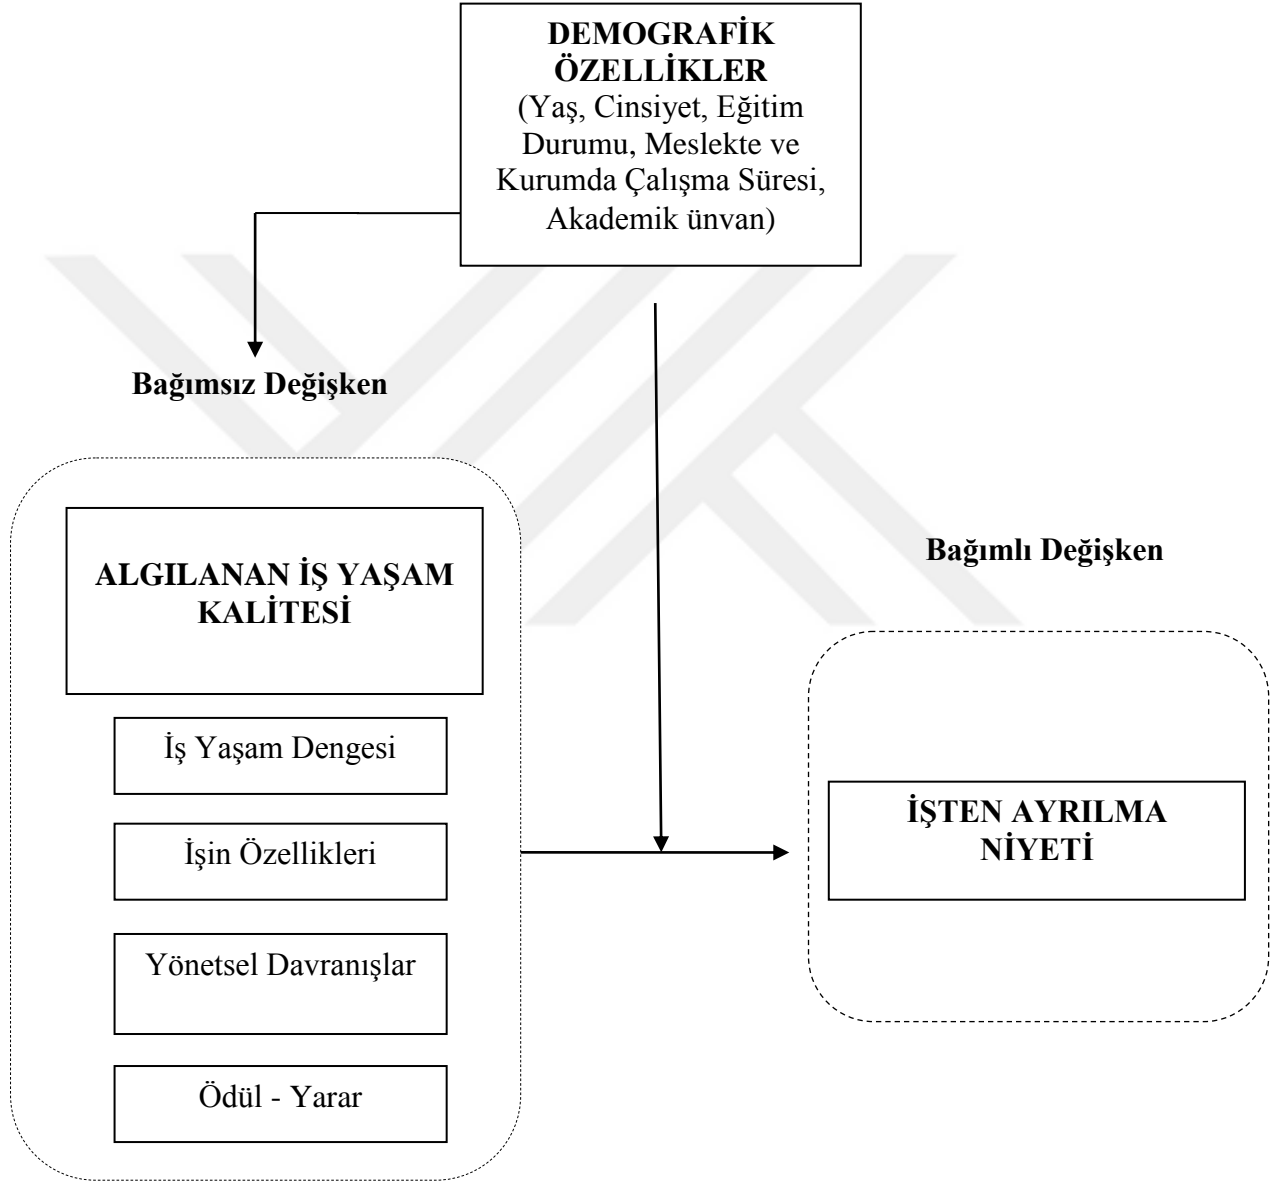 DEMOGRAFİK
ÖZELLİKLER
(Yaş, Cinsiyet, Eğitim
Durumu, Meslekte ve
Kurumda Çalışma Süresi,
Akademik ünvan)
Bağımsız Değişken
ALGILANAN İŞ YAŞAM
KALİTESİ
İş Yaşam Dengesi
İşin Özellikleri
Yönetsel Davranışlar
Ödül - Yarar
Bağımlı Değişken
İŞTEN AYRILMA
NİYETİ